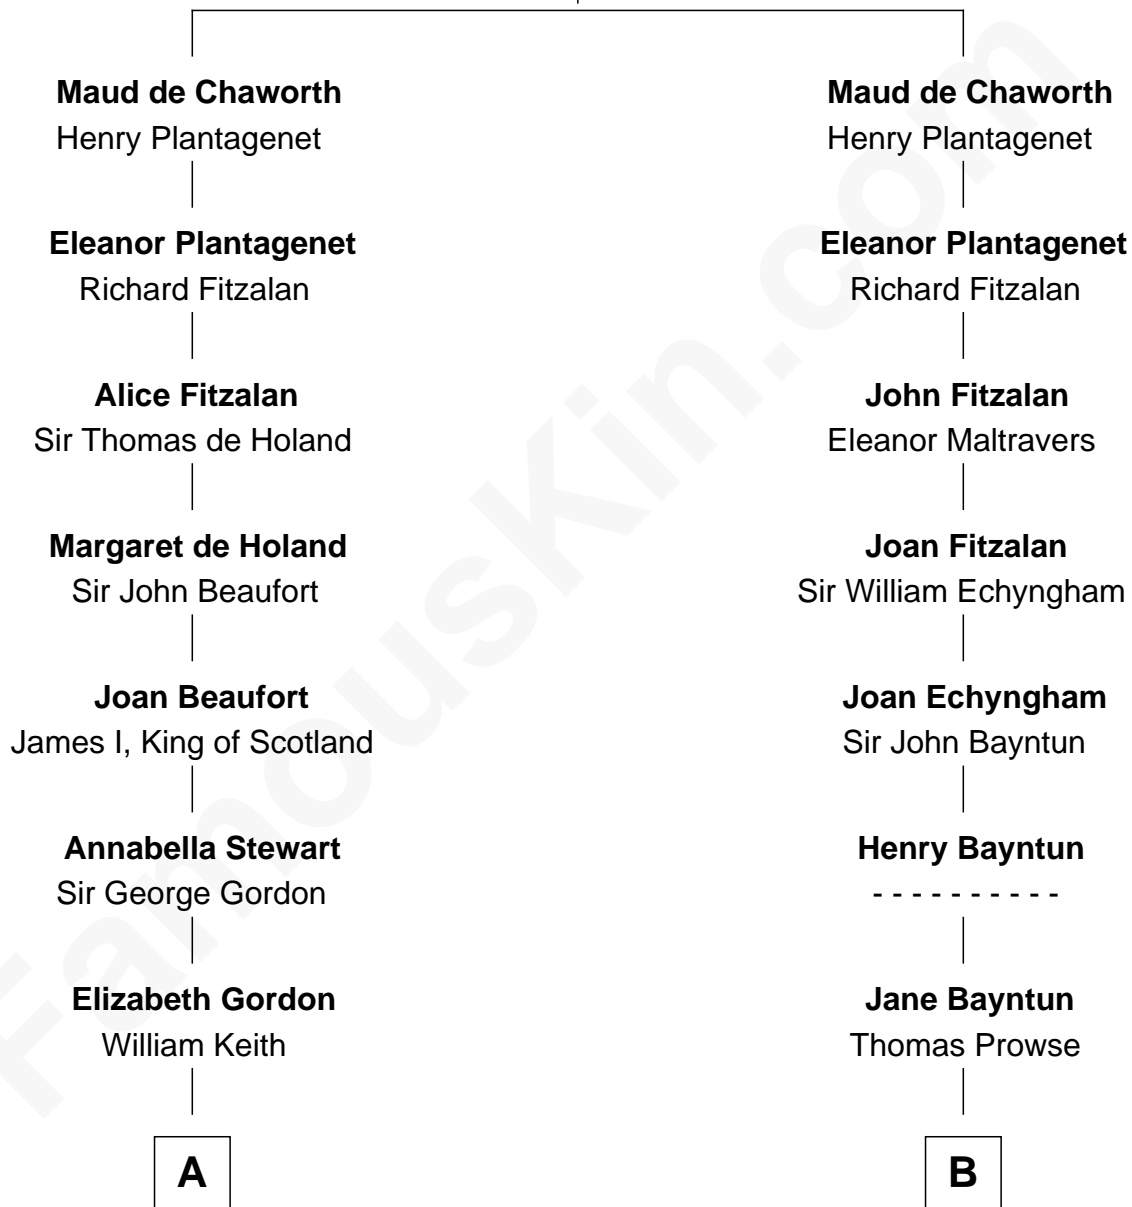 Maud de Chaworth
Henry Plantagenet
Eleanor Plantagenet
Richard Fitzalan
Alice Fitzalan
Sir Thomas de Holand
Margaret de Holand
Sir John Beaufort
Joan Beaufort
James I, King of Scotland
Annabella Stewart
Sir George Gordon
Elizabeth Gordon
William Keith
A
Maud de Chaworth
Henry Plantagenet
Eleanor Plantagenet
Richard Fitzalan
John Fitzalan
Eleanor Maltravers
Joan Fitzalan
Sir William Echyngham
Joan Echyngham
Sir John Bayntun
Henry Bayntun
- - - - - - - - - -
Jane Bayntun
Thomas Prowse
B
FamousKin.com